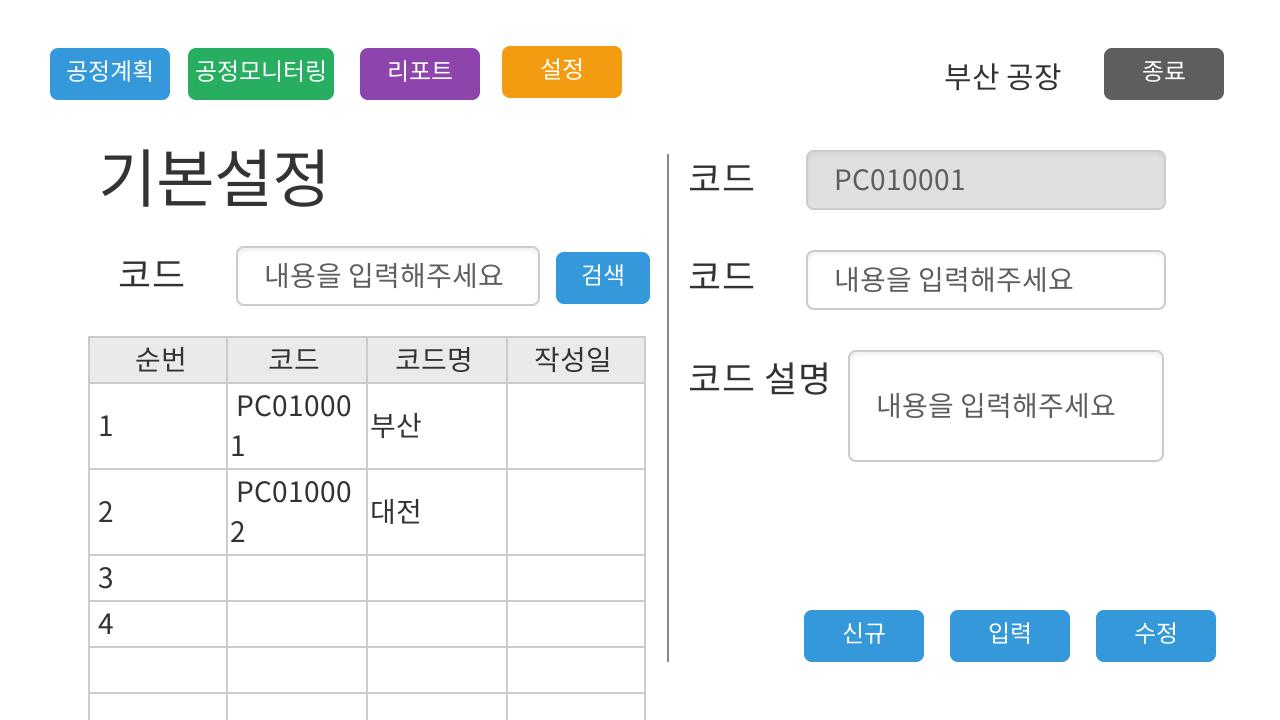 공정계획 공정모니터링 리포트 설정 부산 공장 종료
기본설정
코드 내용을 입력해주세요 검색
순번 코드 코드명 작성일
1 PC01000
1 부산
2 PC01000
2 대전
3
4
코드 PC010001
코드 내용을 입력해주세요
코드 설명 내용을 입력해주세요
신규 입력 수정